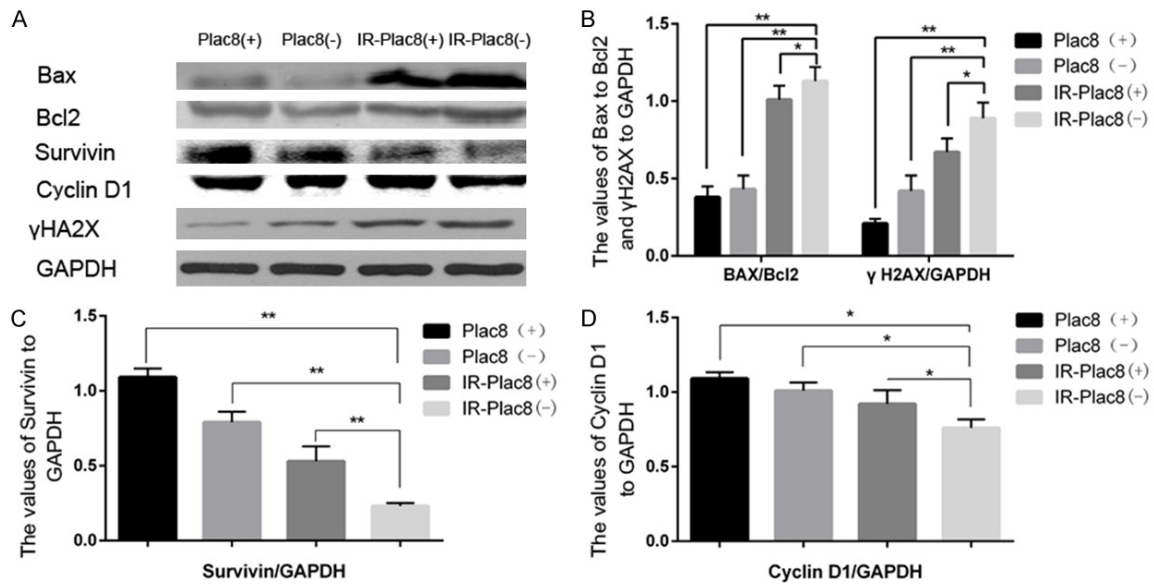 A
Plac8(+) Plac8(-) IR-Plac8(+) IR-Plac8(-)
Bax
Bcl2
Survivin
Cyclin D1
γHA2X
GAPDH
B
The values of Bax to Bcl2
and γH2AX to GAPDH
1.5
1.0
0.5
0.0
** ** * ** ** *
BAX/Bcl2 γ H2AX/GAPDH
Plac8 (+)
Plac8 (-)
IR-Plac8(+)
IR-Plac8(-)
C
The values of Survivin to
GAPDH
1.5
1.0
0.5
0.0
**
**
**
Survivin/GAPDH
Plac8 (+)
Plac8 (-)
IR-Plac8(+)
IR-Plac8(-)
D
The values of Cyclin D1
to GAPDH
1.5
1.0
0.5
0.0
*
*
*
Cyclin D1/GAPDH
Plac8 (+)
Plac8 (-)
IR-Plac8(+)
IR-Plac8(-)